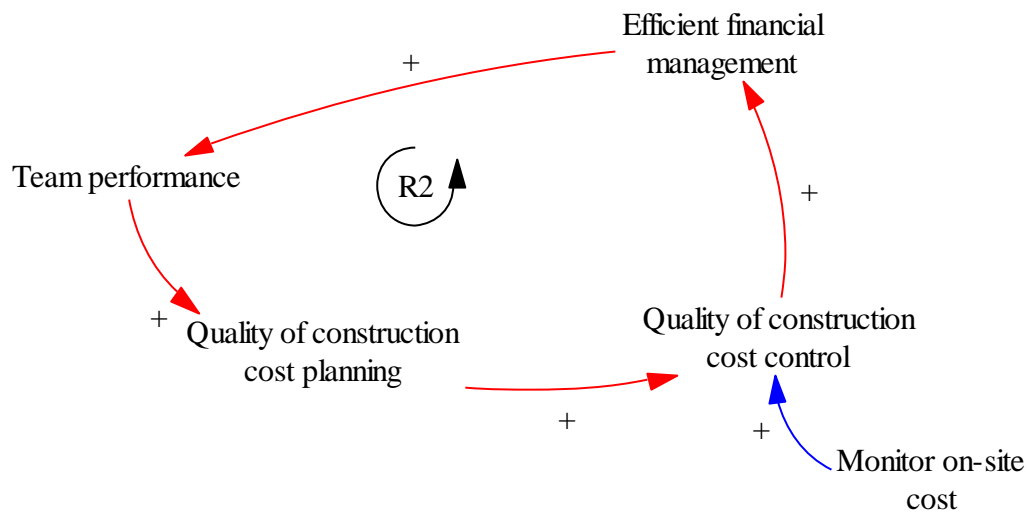 Efficient financial
management
+
Team performance
R2
+
+
Quality of construction
cost planning
Quality of construction
cost control
+
+
Monitor on-site
cost